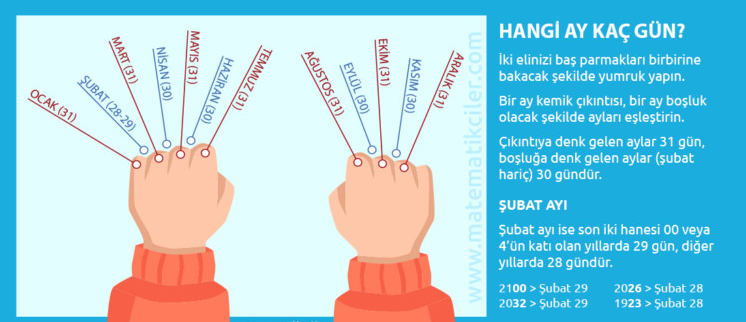 OCAK (31)
ŞUBAT (28-29)
MART (31)
NİSAN (30)
MAYIS (31)
HAZİRAN (30)
TEMMUZ (31)
AĞUSTOS (31)
EYLÜL (30)
EKİM (31)
KASIM (30)
ARALIK (31)
www.matematikciler.com
HANGİ AY KAÇ GÜN?
İki elinizi baş parmakları birbirine
bakacak şekilde yumruk yapın.
Bir ay kemik çıkıntısı, bir ay boşluk
olacak şekilde ayları eşleştirin.
Çıkıntıya denk gelen aylar 31 gün,
boşluğa denk gelen aylar (şubat
hariç) 30 gündür.
ŞUBAT AYI
Şubat ayı ise son iki hanesi 00 veya
4'ün katı olan yıllarda 29 gün, diğer
yıllarda 28 gündür.
2100 > Şubat 29 2026 > Şubat 28
2032 > Şubat 29 1923 > Şubat 28